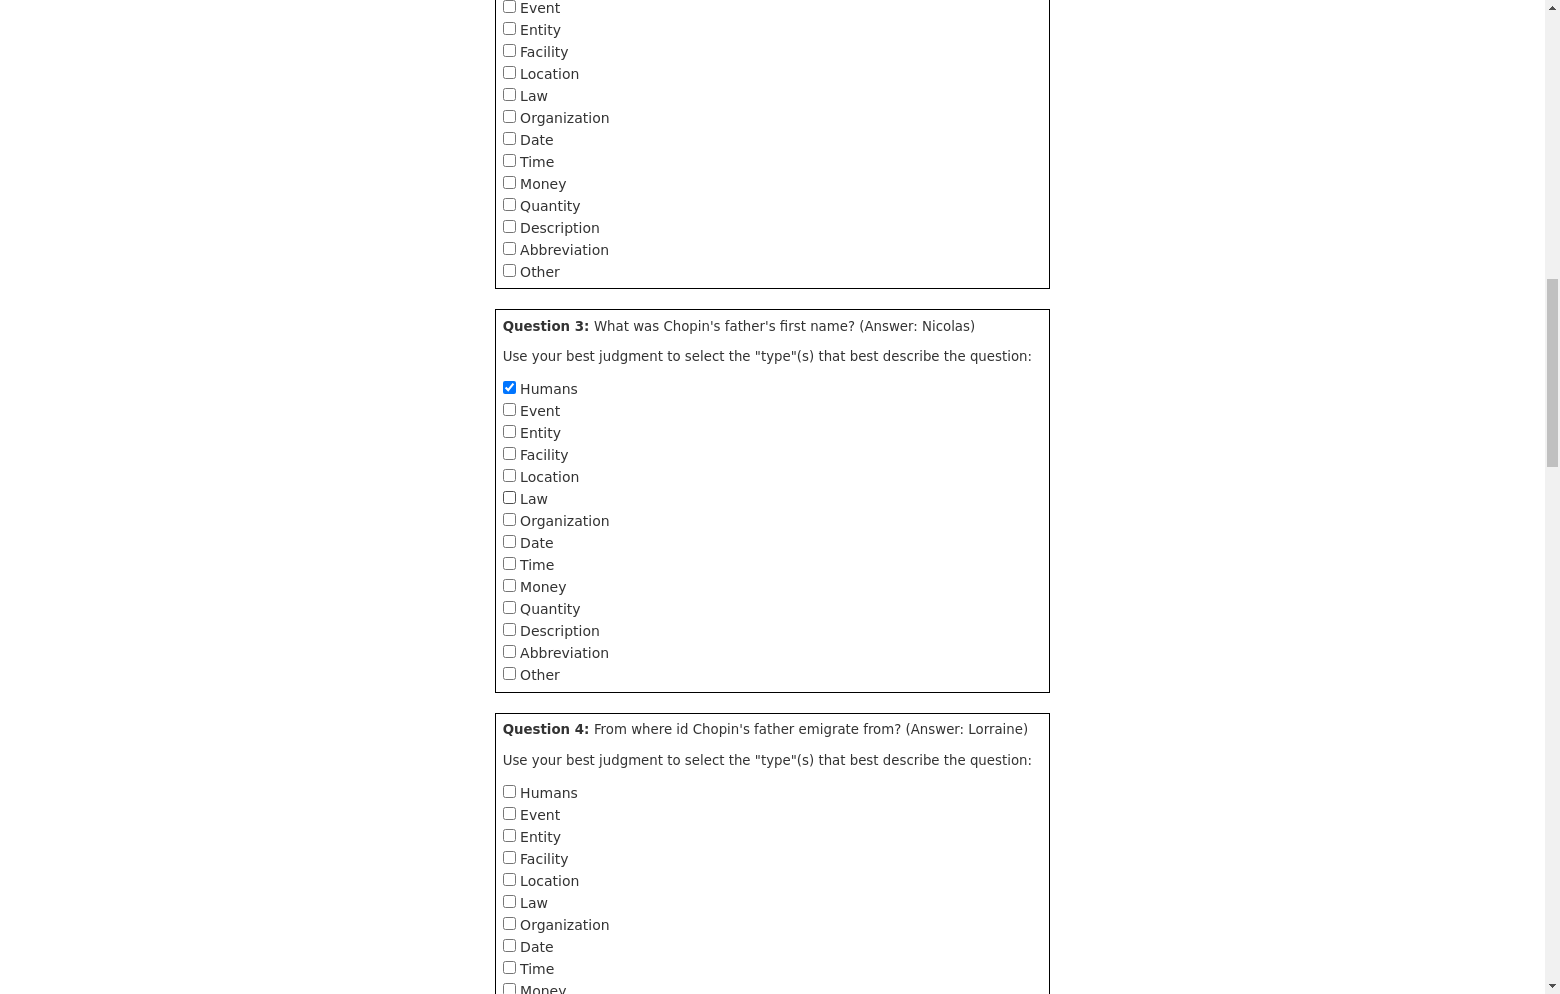 Event
Entity
Facility
Location
Law
Organization
Date
Time
Money
Quantity
Description
Abbreviation
Other
Question 3: What was Chopin's father's first name? (Answer: Nicolas)
Use your best judgment to select the "type"(s) that best describe the question:
Humans
Event
Entity
Facility
Location
Law
Organization
Date
Time
Money
Quantity
Description
Abbreviation
Other
Question 4: From where id Chopin's father emigrate from? (Answer: Lorraine)
Use your best judgment to select the "type"(s) that best describe the question:
Humans
Event
Entity
Facility
Location
Law
Organization
Date
Time
Money